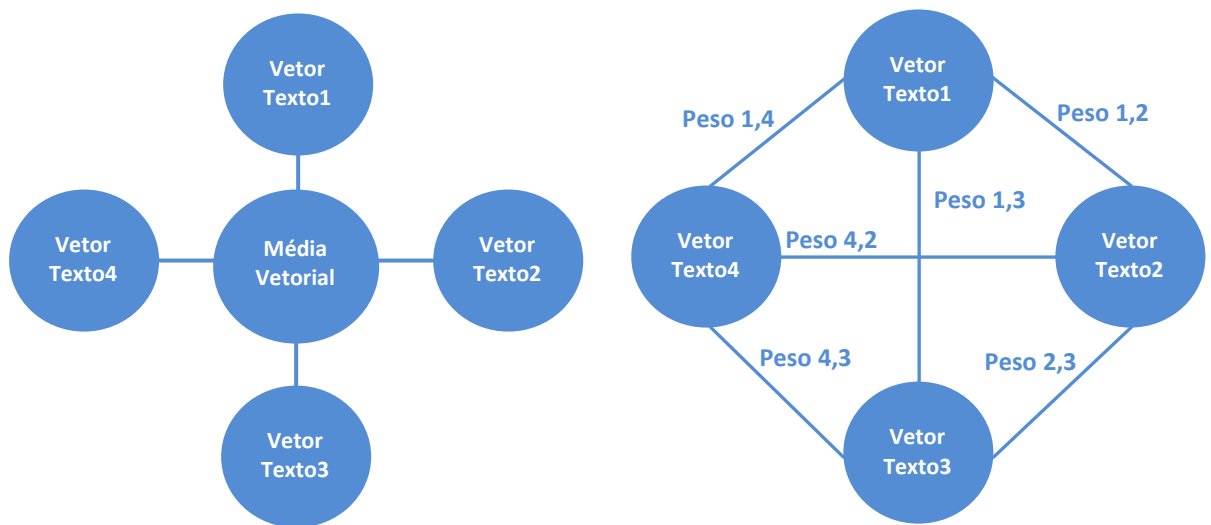 Vetor
Texto1
Vetor
Texto4
Média
Vetorial
Vetor
Texto2
Vetor
Texto3
Vetor
Texto1
Peso 1,4
Peso 1,2
Peso 1,3
Vetor
Texto4
Peso 4,2
Vetor
Texto2
Peso 4,3
Peso 2,3
Vetor
Texto3